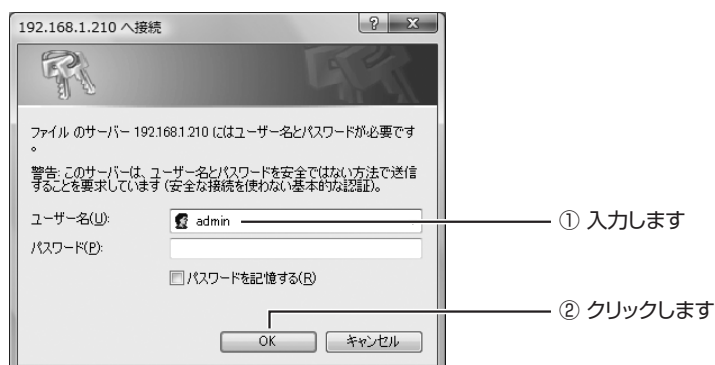 192.168.1.210 へ接続
ファイル のサーバー 192.168.1.210 にはユーザー名とパスワードが必要です
。
警告: このサーバーは、ユーザー名とパスワードを安全ではない方法で送信
することを要求しています (安全な接続を使わない基本的な認証)。
ユーザー名(U):
admin
① 入力します
パスワード(P):
パスワードを記憶する(R)
② クリックします
OK
キャンセル